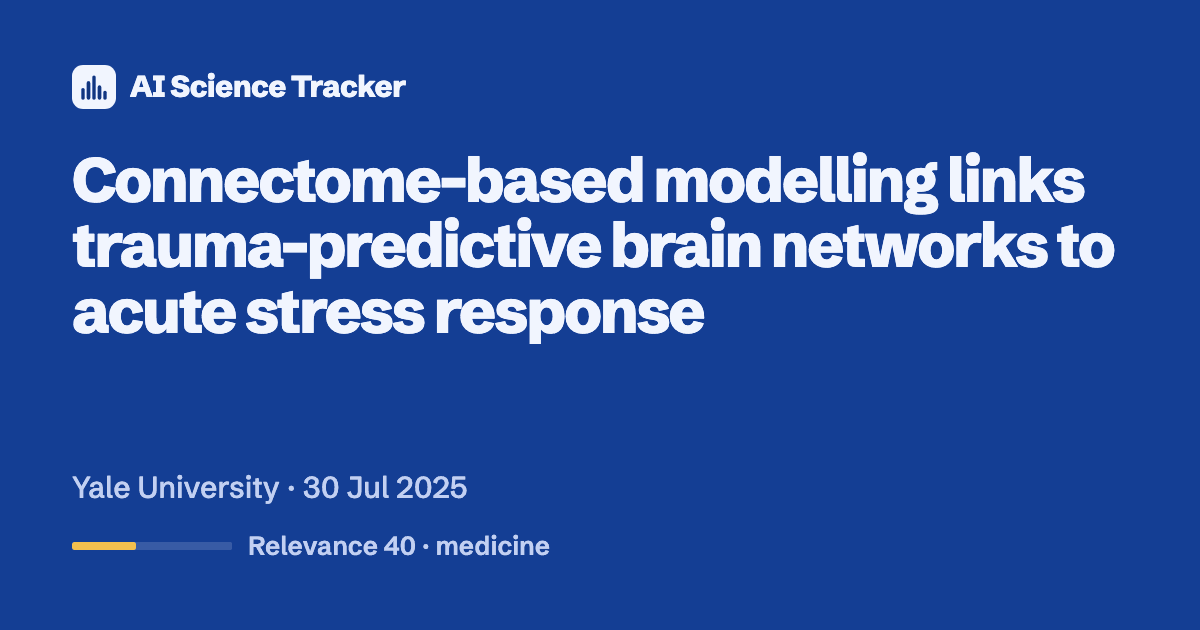 AI Science Tracker
Connectome-based modelling links
trauma-predictive brain networks to
acute stress response
Yale University · 30 Jul 2025
Relevance 40 · medicine